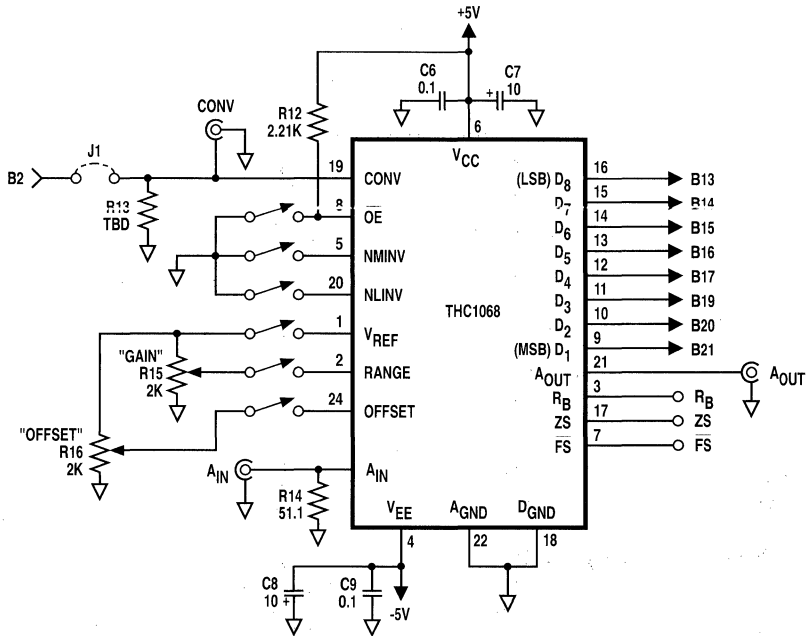 +5V
C6
0.1
C7
10
+
CONV
R12
2.21K
6
VCC
B2
J1
19
CONV
R13
TBD
8
OE
5
NMINV
20
NLINV
1
VREF
"GAIN"
R15
2K
2
RANGE
24
OFFSET
"OFFSET"
R16
2K
AIN
AIN
R14
51.1
THC1068
(LSB) D8
16
B13
D7
15
B14
D6
14
B15
D5
13
B16
D4
12
B17
D3
11
B19
D2
10
B20
(MSB) D1
9
B21
AOUT
21
AOUT
RB
3
RB
ZS
17
ZS
FS
7
FS
VEE
4
AGND
22
DGND
18
C8
10
+
C9
0.1
-5V